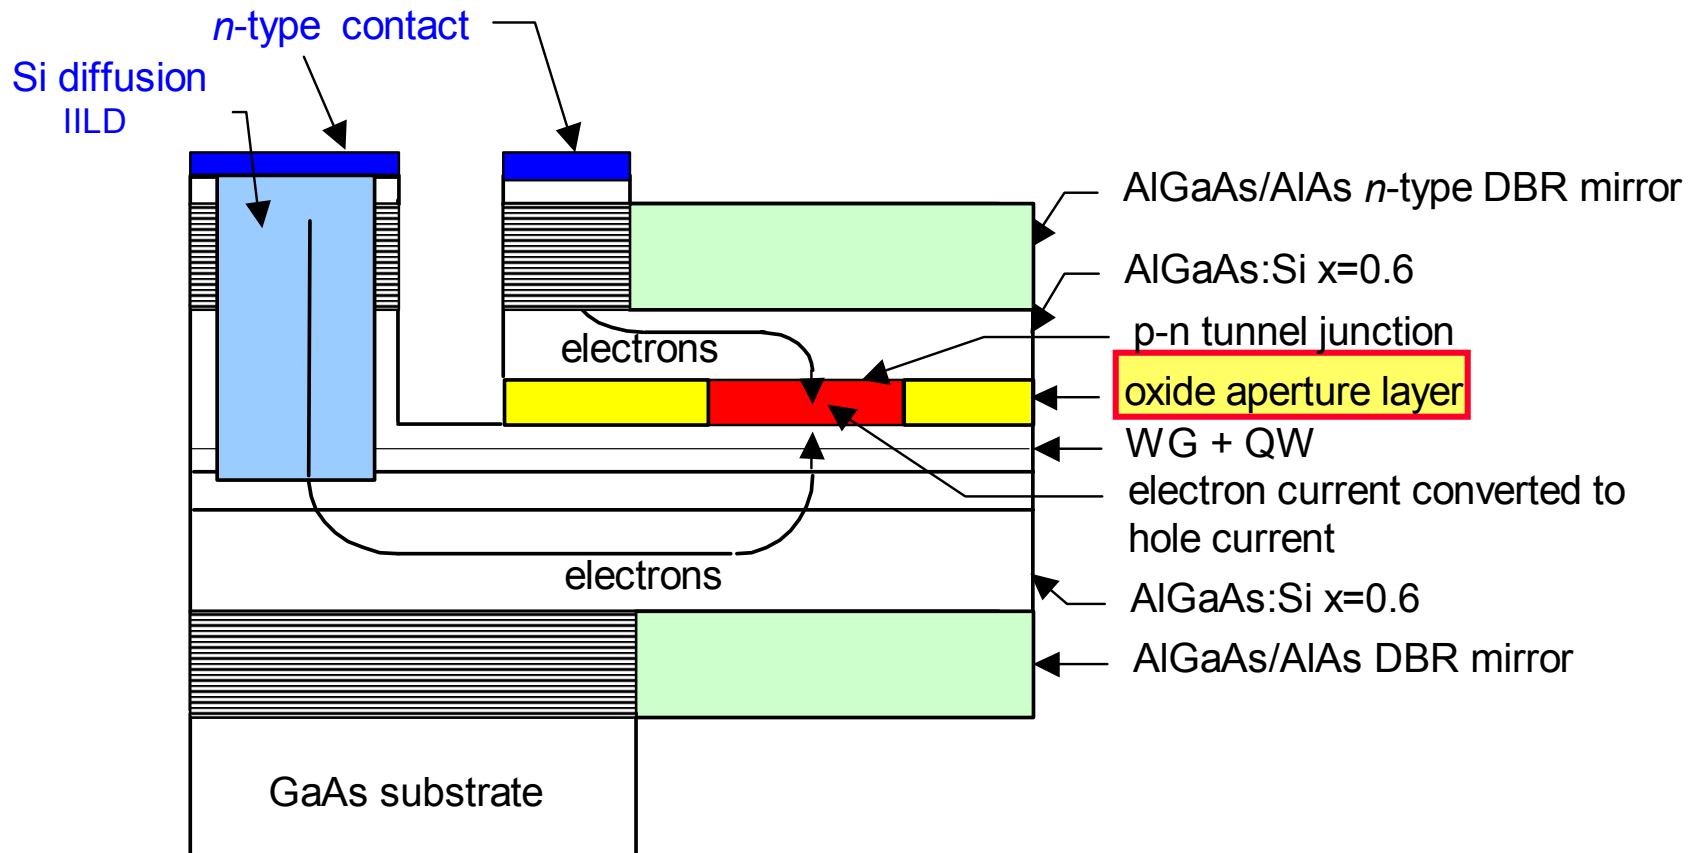 n-type contact
Si diffusion
IILD
AlGaAs/AlAs n-type DBR mirror
AlGaAs:Si x=0.6
p-n tunnel junction
electrons
oxide aperture layer
WG + QW
electron current converted to
hole current
electrons
AlGaAs:Si x=0.6
AlGaAs/AlAs DBR mirror
GaAs substrate